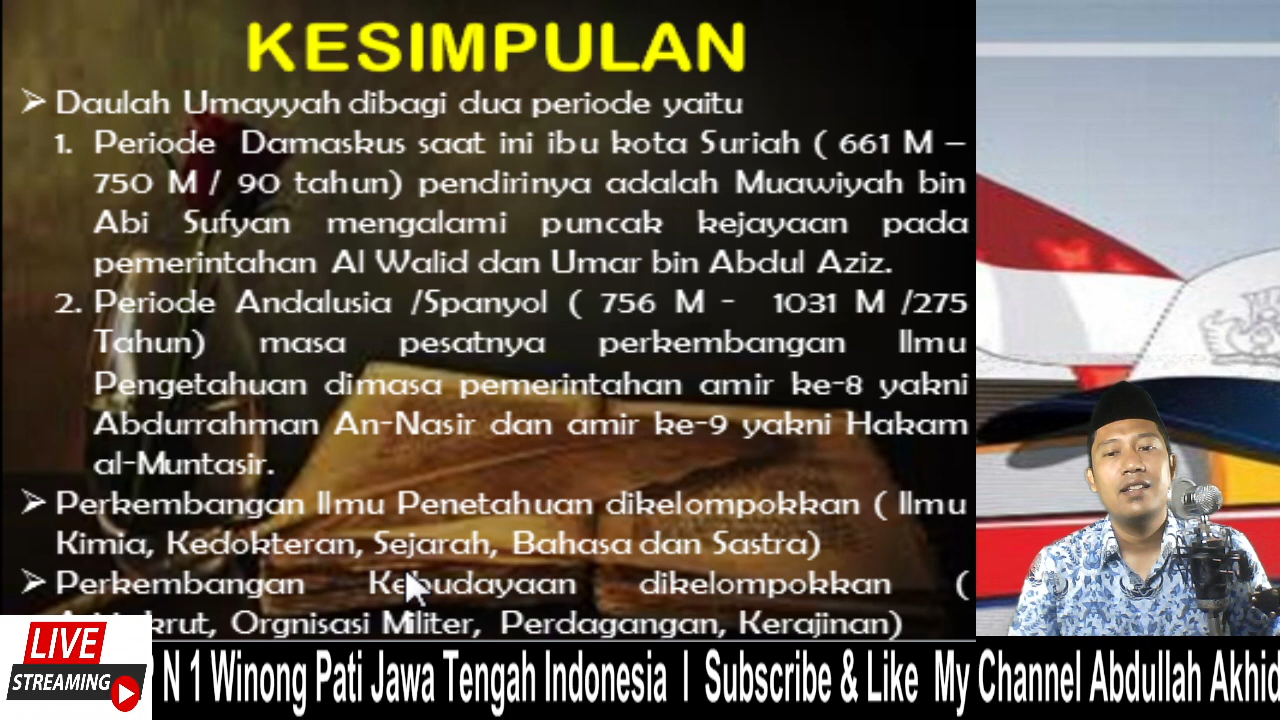 KESIMPULAN
➢ Daulah Umayyah dibagi dua periode yaitu
1. Periode Damaskus saat ini ibu kota Suriah ( 661 M –
750 M / 90 tahun) pendirinya adalah Muawiyah bin
Abi Sufyan mengalami puncak kejayaan pada
pemerintahan Al Walid dan Umar bin Abdul Aziz.
2. Periode Andalusia /Spanyol ( 756 M - 1031 M /275
Tahun) masa pesatnya perkembangan Ilmu
Pengetahuan dimasa pemerintahan amir ke-8 yakni
Abdurrahman An-Nasir dan amir ke-9 yakni Hakam
al-Muntasir.
➢ Perkembangan Ilmu Penetahuan dikelompokkan ( Ilmu
Kimia, Kedokteran, Sejarah, Bahasa dan Sastra)
➢ Perkembangan Kebudayaan dikelompokkan (
Orgnisasi Militer, Perdagangan, Kerajinan)
LIVE
STREAMING
N 1 Winong Pati Jawa Tengah Indonesia I Subscribe & Like My Channel Abdullah Akhid